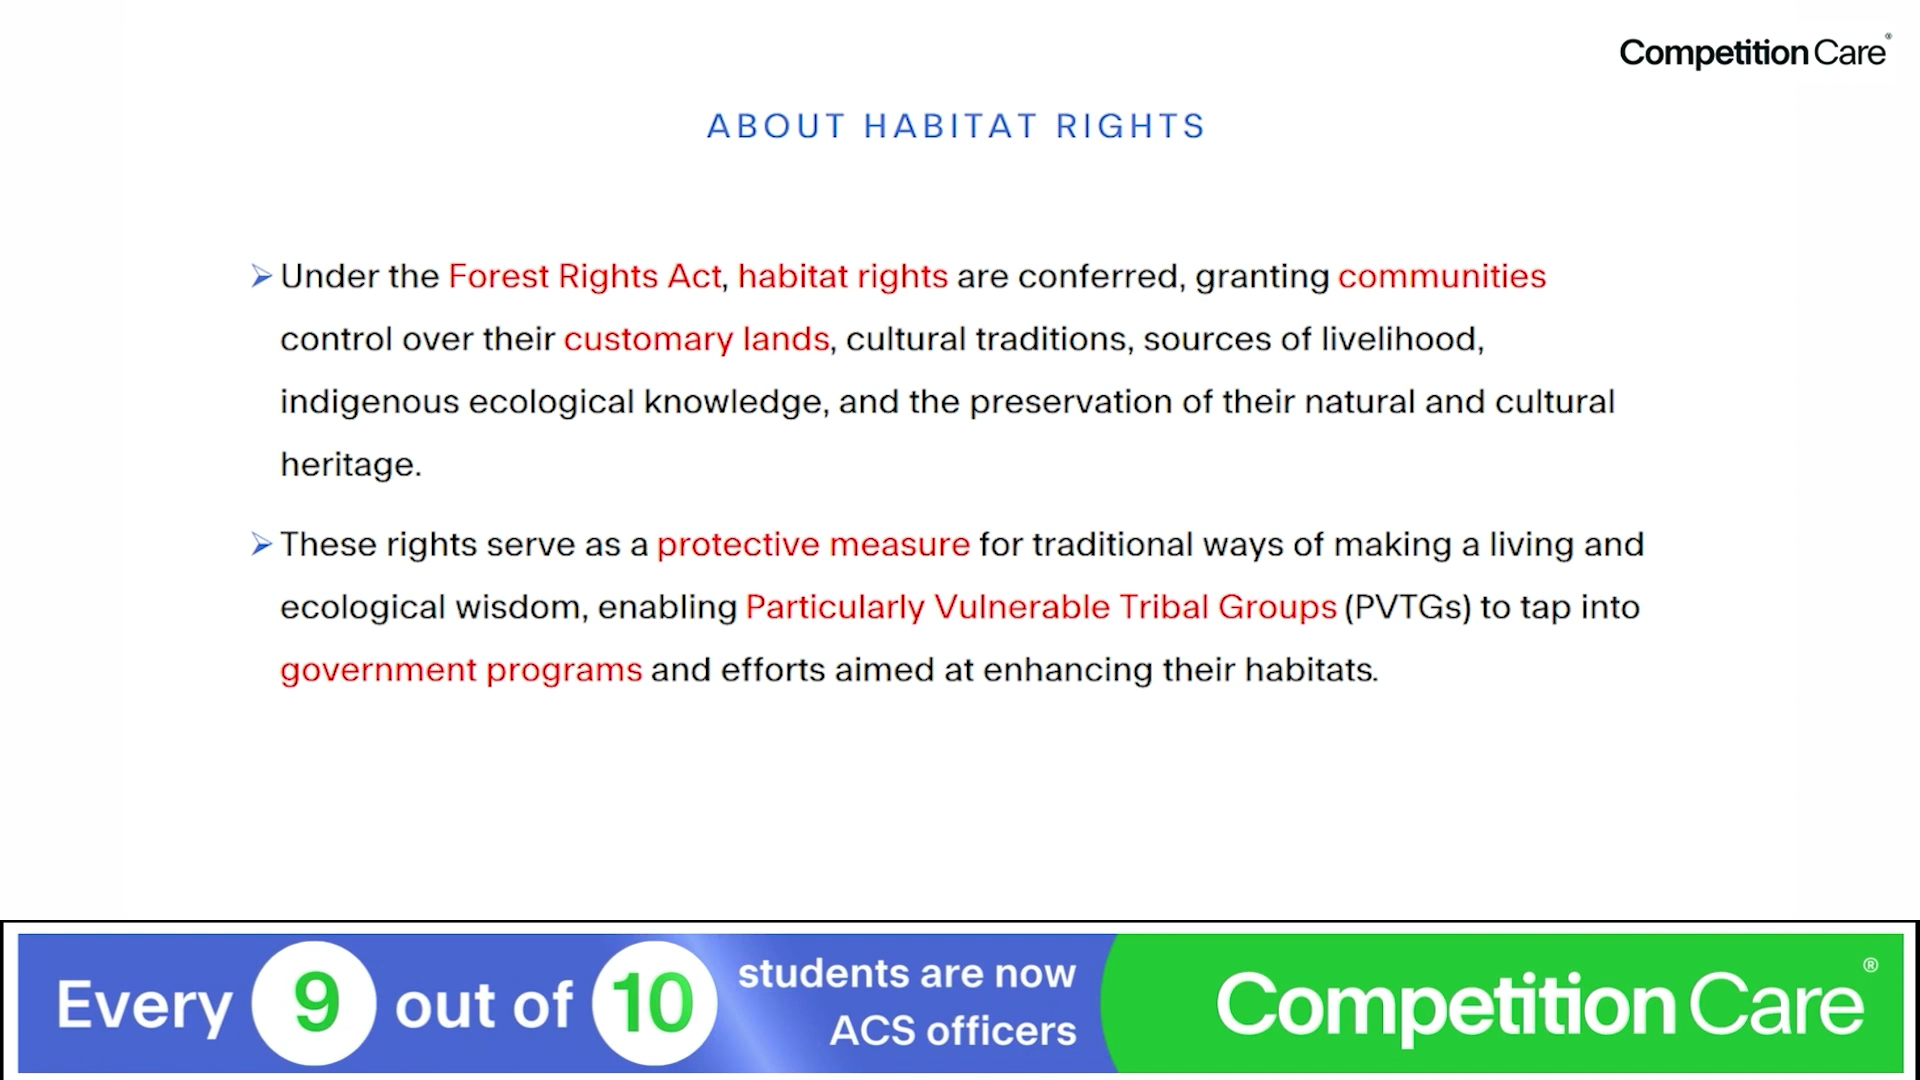 Competition Care®
ABOUT HABITAT RIGHTS
➢ Under the Forest Rights Act, habitat rights are conferred, granting communities
control over their customary lands, cultural traditions, sources of livelihood,
indigenous ecological knowledge, and the preservation of their natural and cultural
heritage.
➢ These rights serve as a protective measure for traditional ways of making a living and
ecological wisdom, enabling Particularly Vulnerable Tribal Groups (PVTGs) to tap into
government programs and efforts aimed at enhancing their habitats.
Every 9 out of 10 students are now
ACS officers
Competition Care®